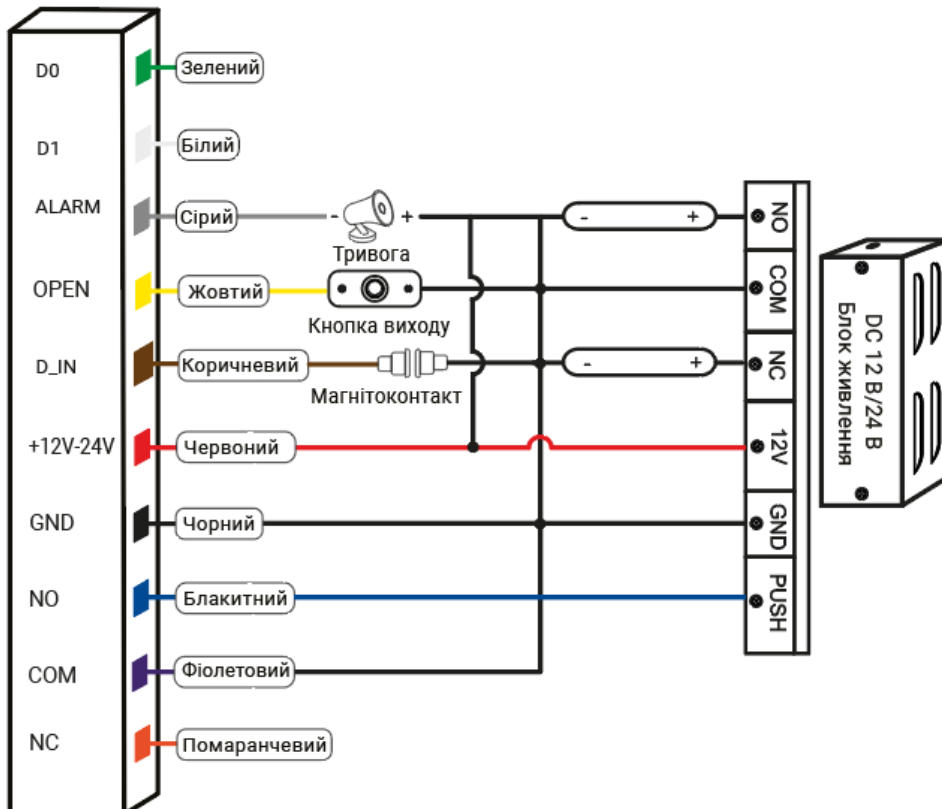 D0
Зелений
D1
Білий
ALARM
Сірий
- +
Тривога
- +
NO
OPEN
Жовтий
Кнопка виходу
COM
D_IN
Коричневий
Магнітоконтакт
- +
NC
+12V-24V
Червоний
12V
GND
Чорний
GND
NO
Блакитний
PUSH
COM
Фіолетовий
NC
Помаранчевий
DC 12 В/24 В
Блок живлення